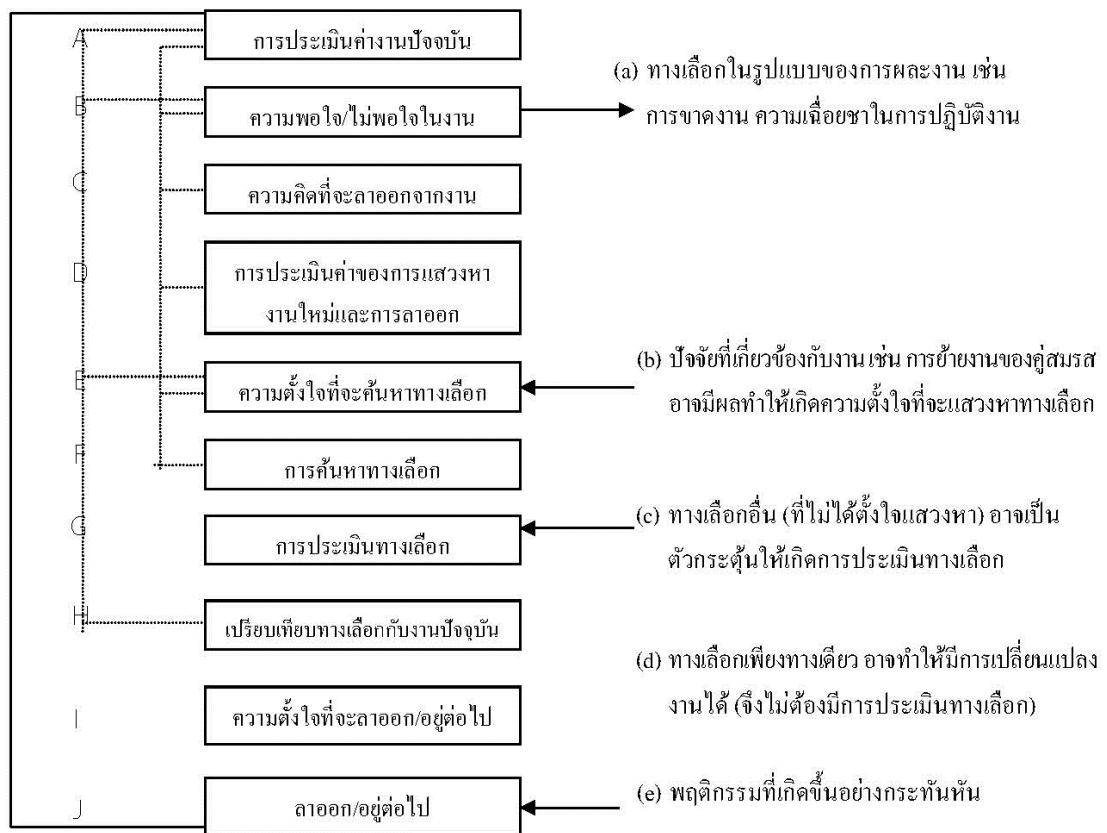 A
การประเมินค่างานปัจจบัน
(a) ทางเลือกในรูปแบบของการผละงาน เช่น
การขาดงาน ความเฉื่อยชาในการปฏิบัติงาน
B
ความพอใจ/ไม่พอใจในงาน
C
ความคิดที่จะลาออกจากงาน
D
การประเมินค่าของการแสวงหา
งานใหม่และการลาออก
(b) ปัจจัยที่เกี่ยวข้องกับงาน เช่น การย้ายงานของคู่สมรส
อาจมีผลทำให้เกิดความตั้งใจที่จะแสวงหาทางเลือก
E
ความตั้งใจที่จะค้นหาทางเลือก
F
การค้นหาทางเลือก
(c) ทางเลือกอื่น (ที่ไม่ได้ตั้งใจแสวงหา) อาจเป็น
ตัวกระตุ้นให้เกิดการประเมินทางเลือก
G
การประเมินทางเลือก
H
เปรียบเทียบทางเลือกกับงานปัจจุบัน
(d) ทางเลือกเพียงทางเดียว อาจทำให้มีการเปลี่ยนแปลง
งานได้ (จึงไม่ต้องมีการประเมินทางเลือก)
I
ความตั้งใจที่จะลาออก/อยู่ต่อไป
J
ลาออก/อยู่ต่อไป
(e) พฤติกรรมที่เกิดขึ้นอย่างกระทันหัน